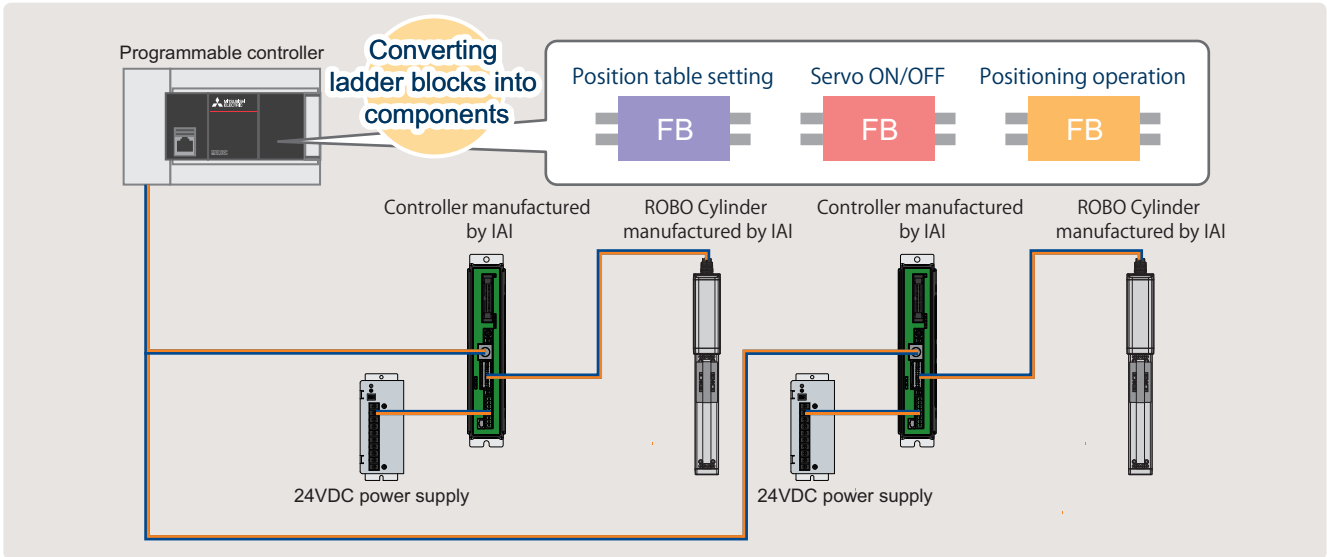 Programmable controller
MITSUBISHI
ELECTRIC
Converting
ladder blocks into
components
Position table setting
Servo ON/OFF
Positioning operation
FB
FB
FB
Controller manufactured
by IAI
ROBO Cylinder
manufactured by IAI
Controller manufactured
by IAI
ROBO Cylinder
manufactured by IAI
24VDC power supply
24VDC power supply